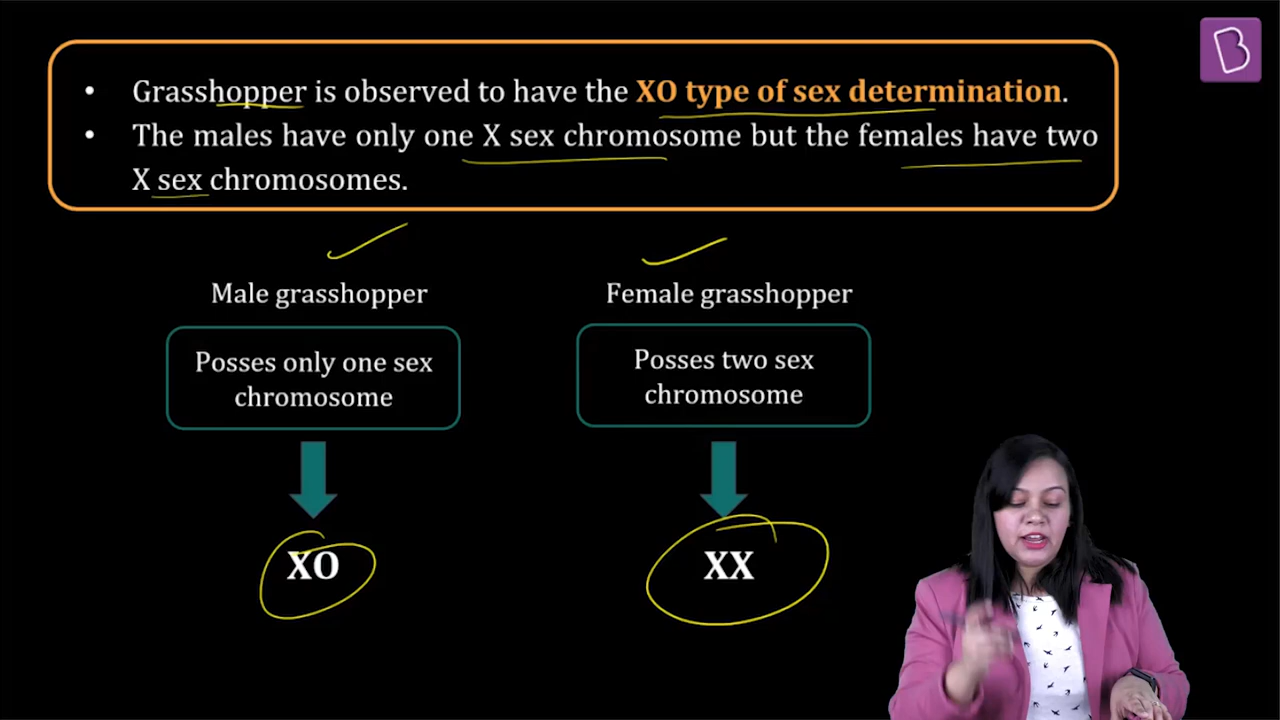 • Grasshopper is observed to have the XO type of sex determination.
• The males have only one X sex chromosome but the females have two
X sex chromosomes.
Male grasshopper
Posses only one sex
chromosome
XO
Female grasshopper
Posses two sex
chromosome
XX
B